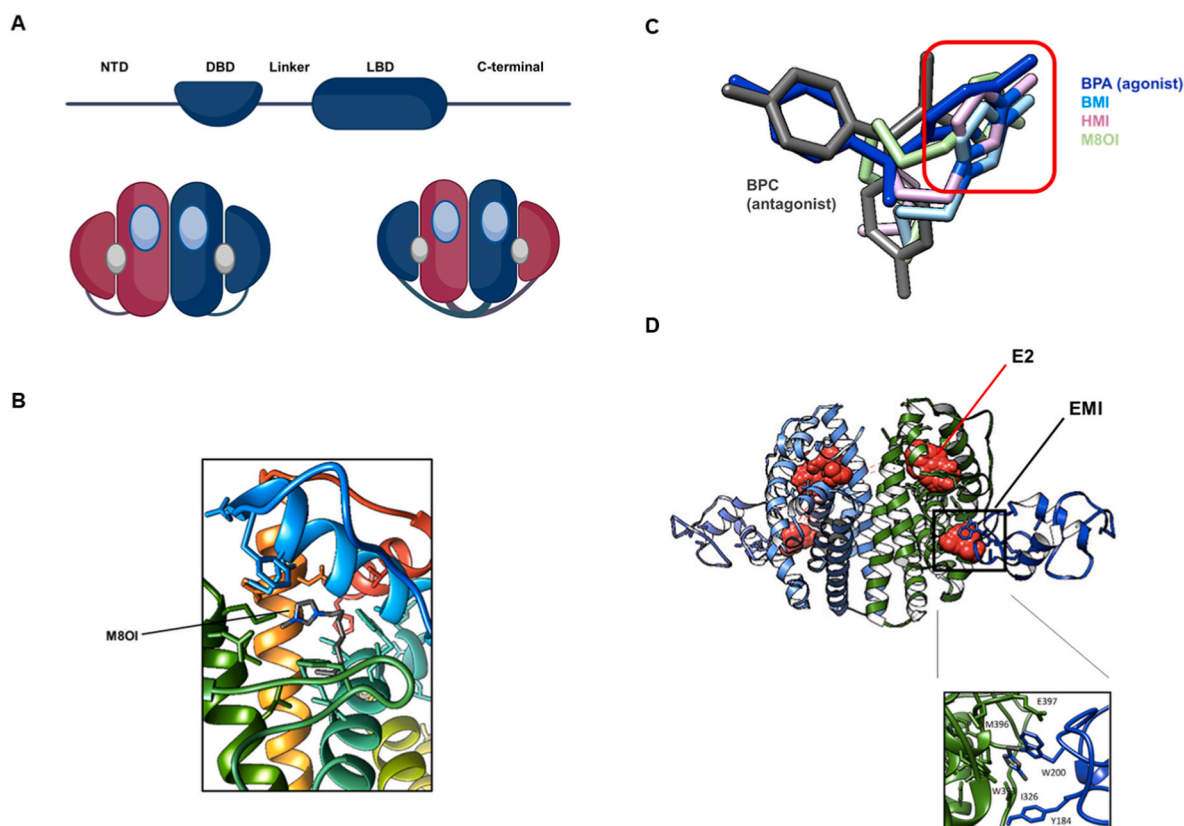 A
NTD
DBD
Linker
LBD
C-terminal
B
M8OI
C
BPA (agonist)
BMI
HMI
M8OI
BPC
(antagonist)
D
E2
EMI
E397
M396
W200
I326
Y184